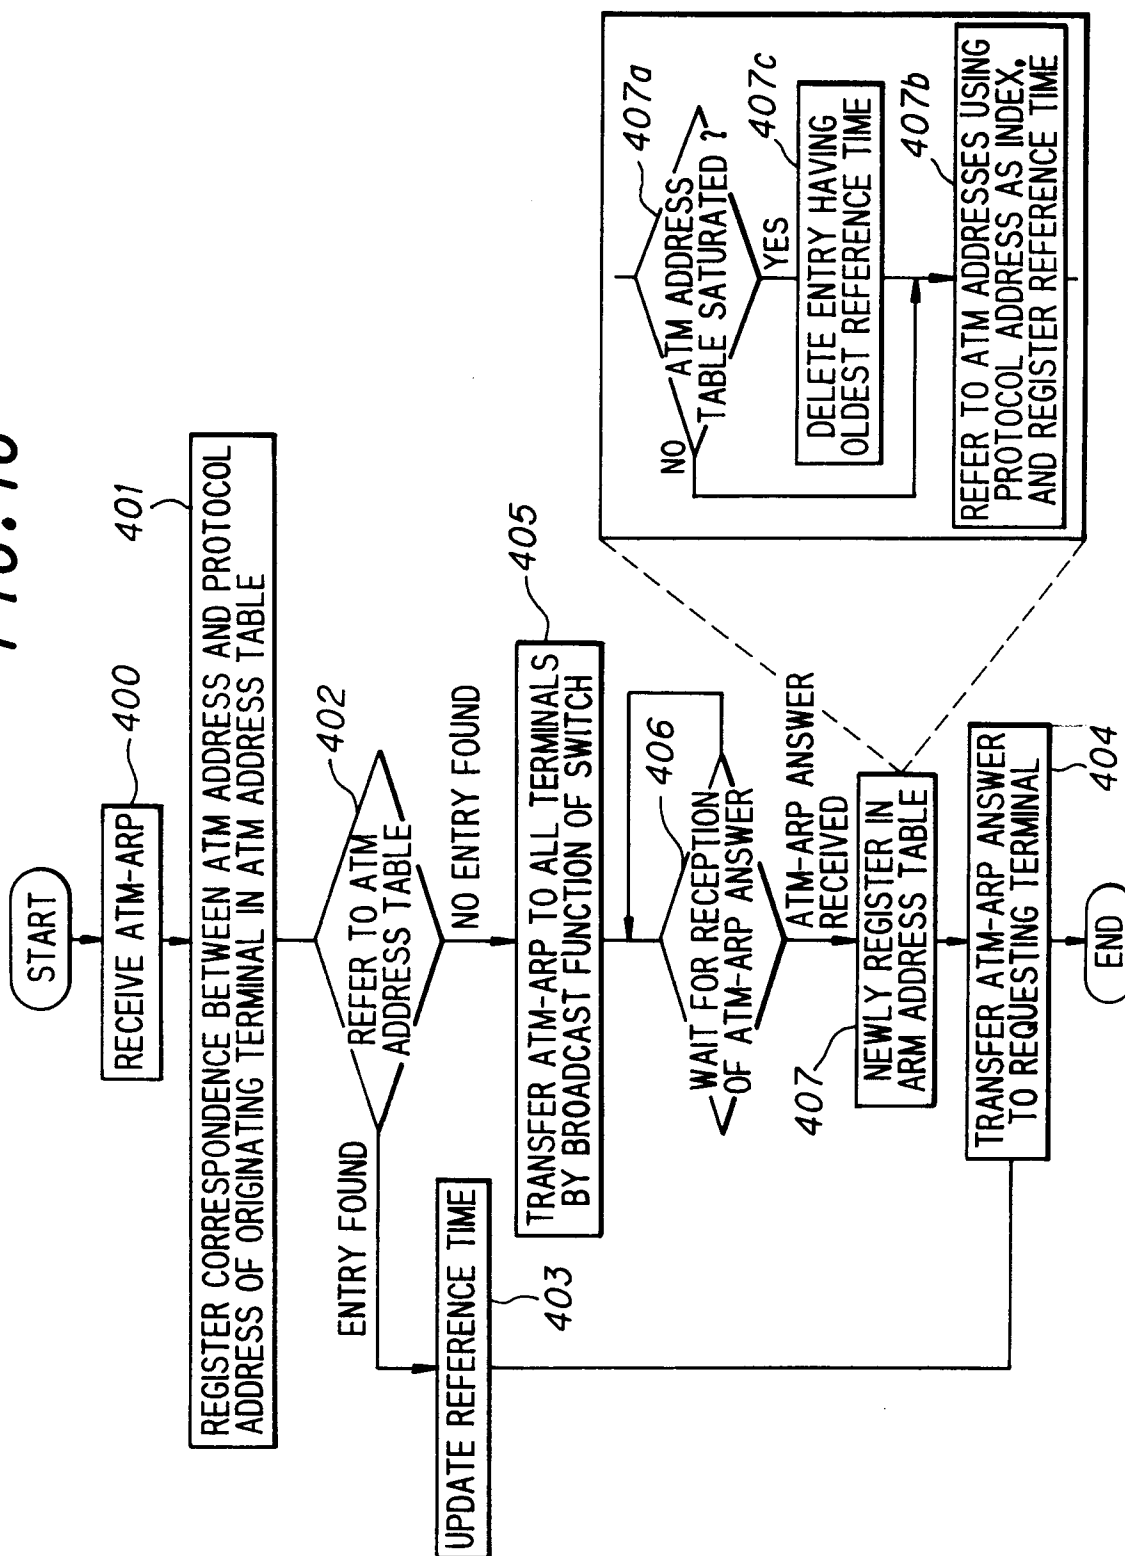 START
RECEIVE ATM-ARP
400
REGISTER CORRESPONDENCE BETWEEN ATM ADDRESS AND PROTOCOL
ADDRESS OF ORIGINATING TERMINAL IN ATM ADDRESS TABLE
401
REFER TO ATM
ADDRESS TABLE
402
ENTRY FOUND
NO ENTRY FOUND
UPDATE REFERENCE TIME
403
TRANSFER ATM-ARP TO ALL TERMINALS
BY BROADCAST FUNCTION OF SWITCH
405
WAIT FOR RECEPTION
OF ATM-ARP ANSWER
406
ATM-ARP ANSWER
RECEIVED
407
NEWLY REGISTER IN
ARM ADDRESS TABLE
TRANSFER ATM-ARP ANSWER
TO REQUESTING TERMINAL
404
END
407a
ATM ADDRESS
TABLE SATURATED ?
NO
YES
407c
DELETE ENTRY HAVING
OLDEST REFERENCE TIME
407b
REFER TO ATM ADDRESSES USING
PROTOCOL ADDRESS AS INDEX,
AND REGISTER REFERENCE TIME